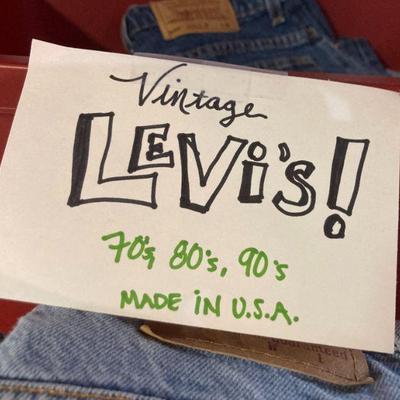 Vintage
LEVi's!
70's, 80's, 90's
MADE iN U.S.A.